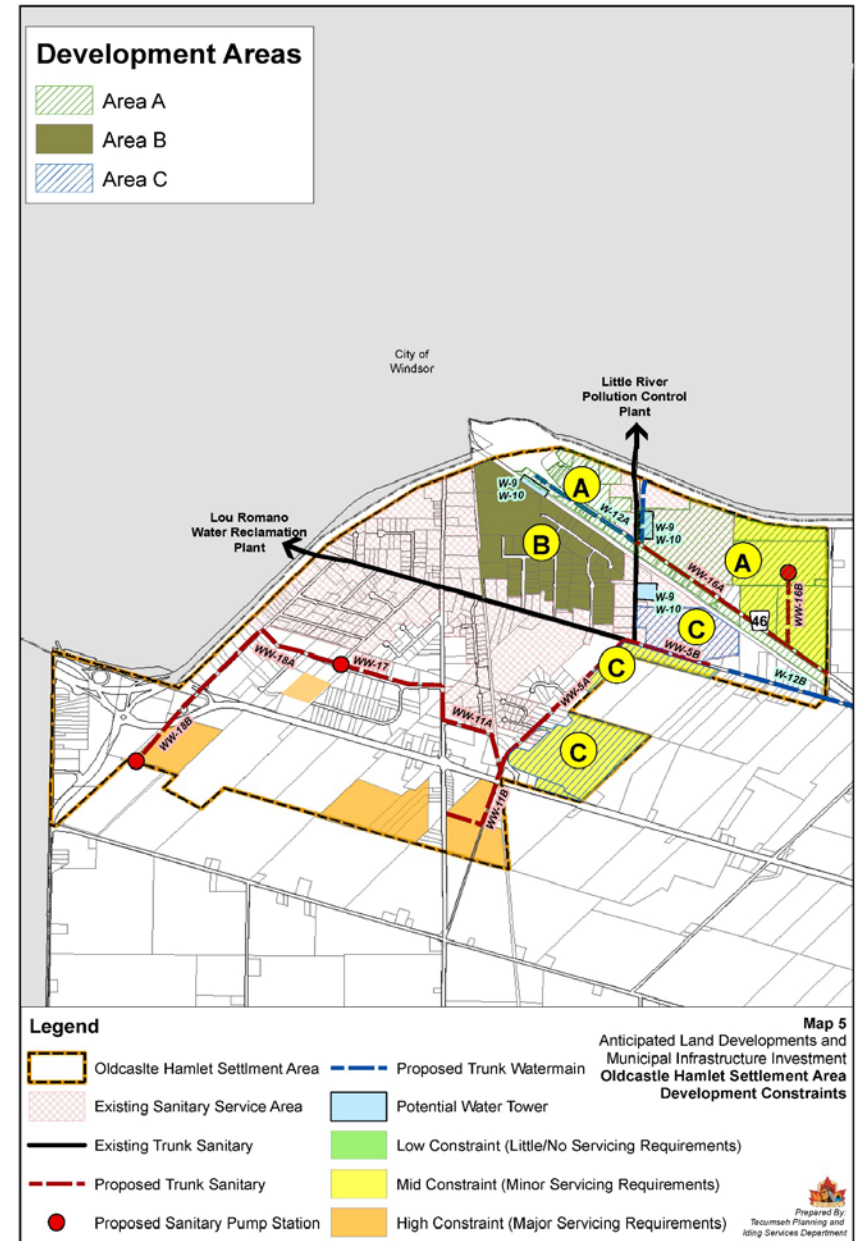 Development Areas
Area A
Area B
Area C
City of
Windsor
Little River
Pollution Control
Plant
Lou Romano
Water Reclamation
Plant
W-9
W-10
A
W-12A
W-9
W-10
B
A
WW-16A
WW-16B
W-9
W-10
46
C
WW-5B
C
W-12B
WW-5A
WW-18A
WW-17
WW-11A
C
WW-18B
WW-11B
Legend
Oldcaslte Hamlet Settlment Area
Existing Sanitary Service Area
Existing Trunk Sanitary
Proposed Trunk Sanitary
Proposed Sanitary Pump Station
Proposed Trunk Watermain
Potential Water Tower
Low Constraint (Little/No Servicing Requirements)
Mid Constraint (Minor Servicing Requirements)
High Constraint (Major Servicing Requirements)
Map 5
Anticipated Land Developments and
Municipal Infrastructure Investment
Oldcastle Hamlet Settlement Area
Development Constraints
Prepared By:
Tecumseh Planning and
lding Services Department